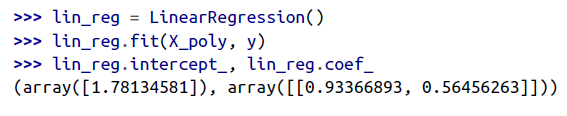 >>> lin_reg = LinearRegression()
>>> lin_reg.fit(X_poly, y)
>>> lin_reg.intercept_, lin_reg.coef_
(array([1.78134581]), array([[0.93366893, 0.56456263]]))